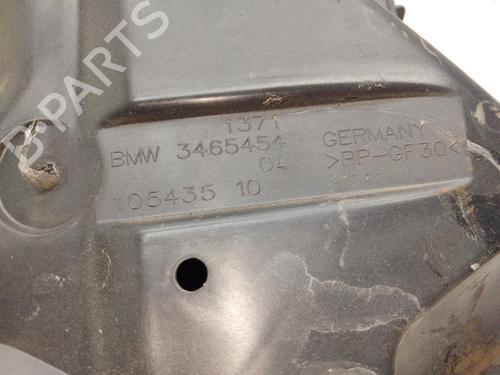 B-PARTS
1371
BMW 3465454 GERMANY
04 >PP-GF30<
105435 10